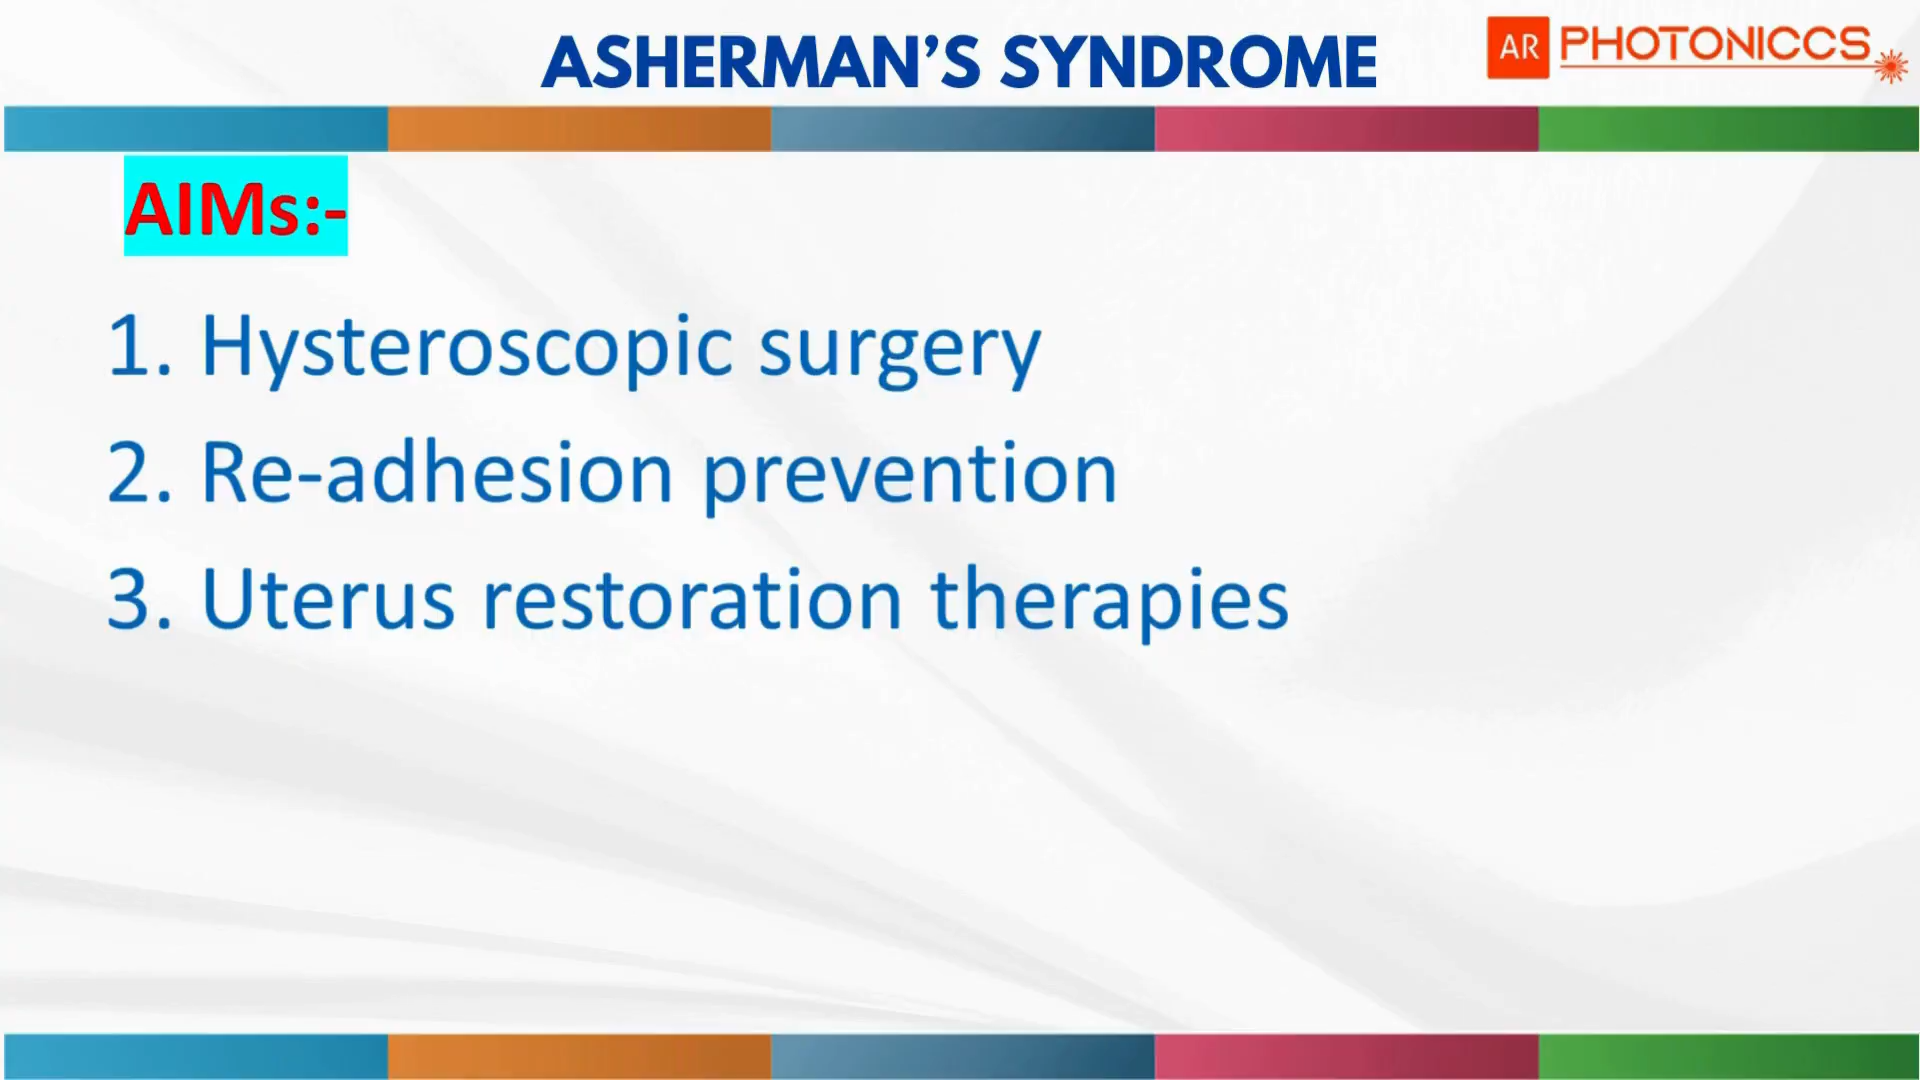 ASHERMAN’S SYNDROME
AR PHOTONICCS
AIMs:-
1. Hysteroscopic surgery
2. Re-adhesion prevention
3. Uterus restoration therapies